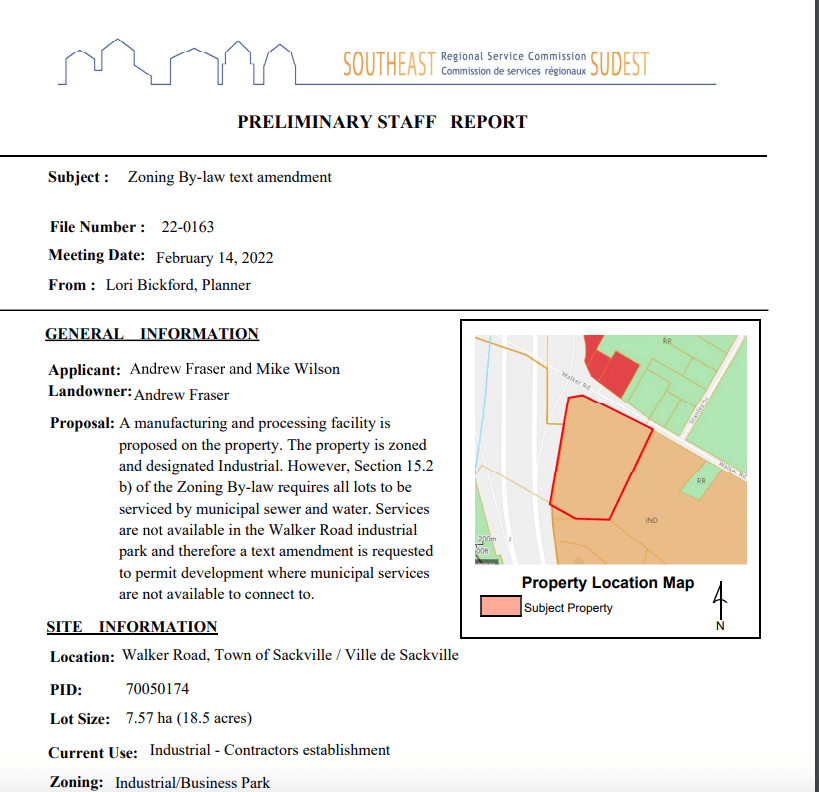 SOUTHEAST Regional Service Commission SUDEST
Commission de services régionaux
PRELIMINARY STAFF REPORT
Subject : Zoning By-law text amendment
File Number : 22-0163
Meeting Date: February 14, 2022
From : Lori Bickford, Planner
GENERAL INFORMATION
Applicant: Andrew Fraser and Mike Wilson
Landowner: Andrew Fraser
Proposal: A manufacturing and processing facility is
proposed on the property. The property is zoned
and designated Industrial. However, Section 15.2
b) of the Zoning By-law requires all lots to be
serviced by municipal sewer and water. Services
are not available in the Walker Road industrial
park and therefore a text amendment is requested
to permit development where municipal services
are not available to connect to.
RR
Walker Rd
Stanley Dr
Walker Rd
RR
IND
200m
00ft
3
Property Location Map
Subject Property
N
SITE INFORMATION
Location: Walker Road, Town of Sackville / Ville de Sackville
PID: 70050174
Lot Size: 7.57 ha (18.5 acres)
Current Use: Industrial - Contractors establishment
Zoning: Industrial/Business Park